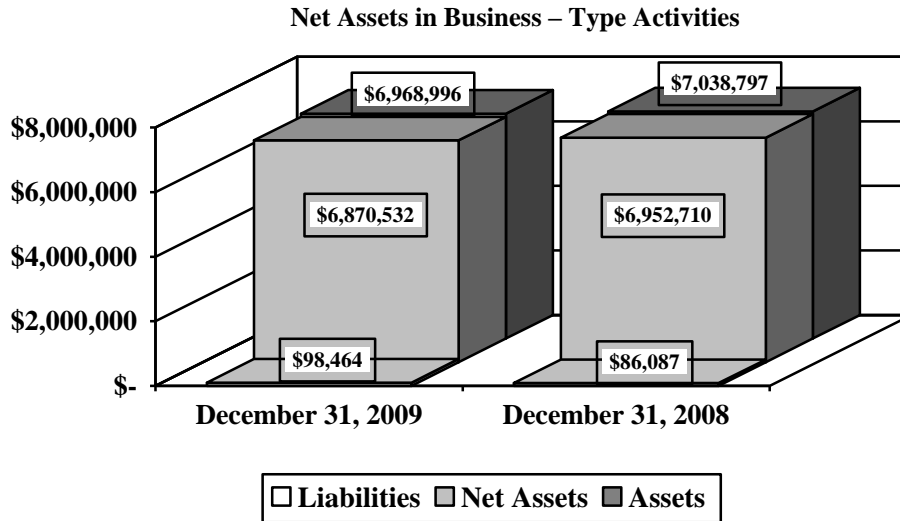 Net Assets in Business – Type Activities
$6,968,996
$7,038,797
$8,000,000
$6,000,000
$6,870,532
$6,952,710
$4,000,000
$2,000,000
$98,464
$86,087
$-
December 31, 2009
December 31, 2008
Liabilities Net Assets Assets